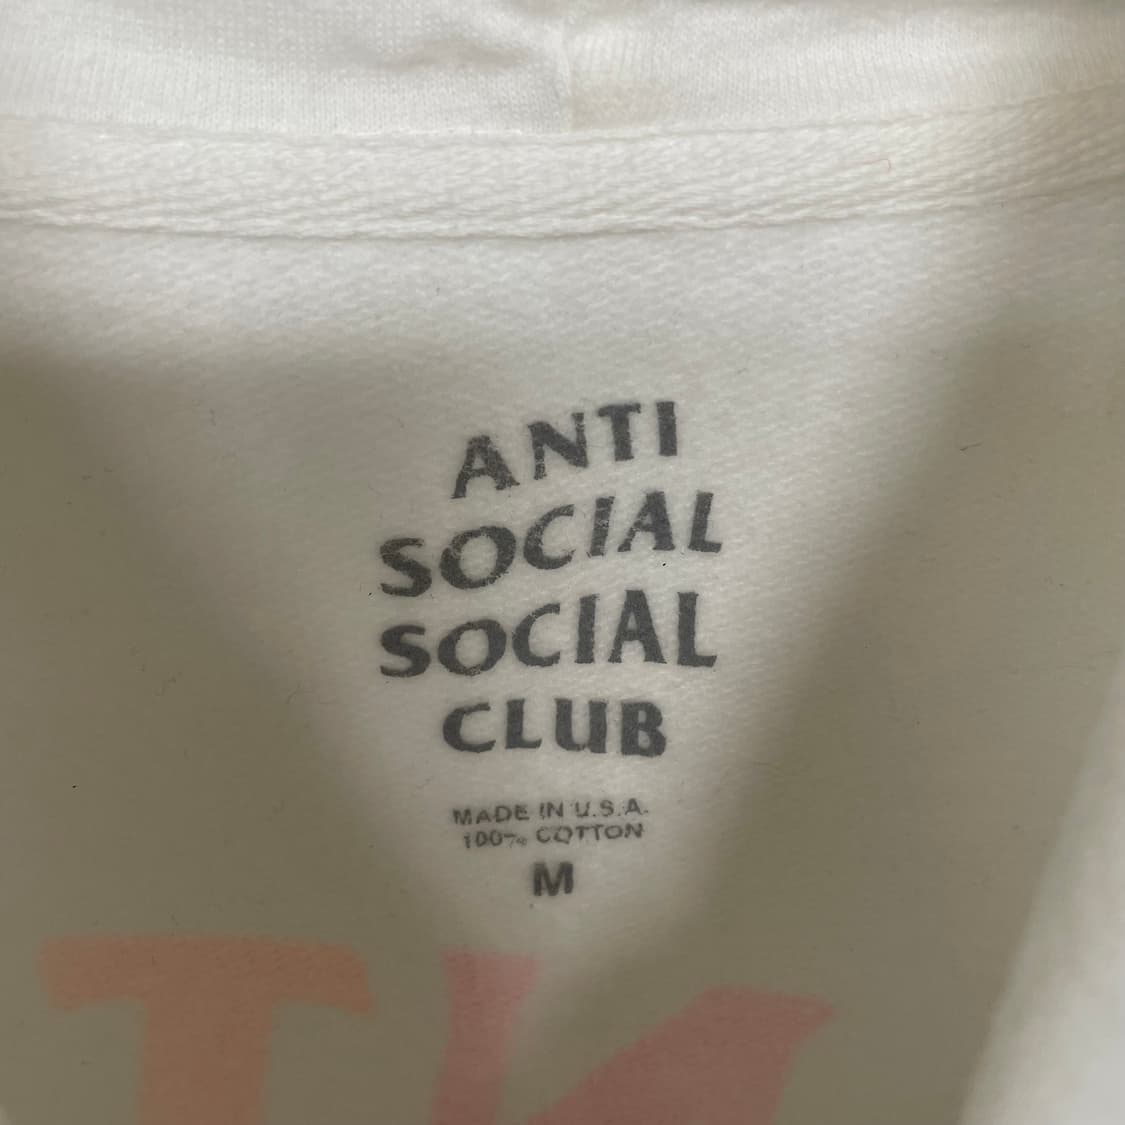 ANTI
SOCIAL
SOCIAL
CLUB
MADE IN U.S.A.
100% COTTON
M